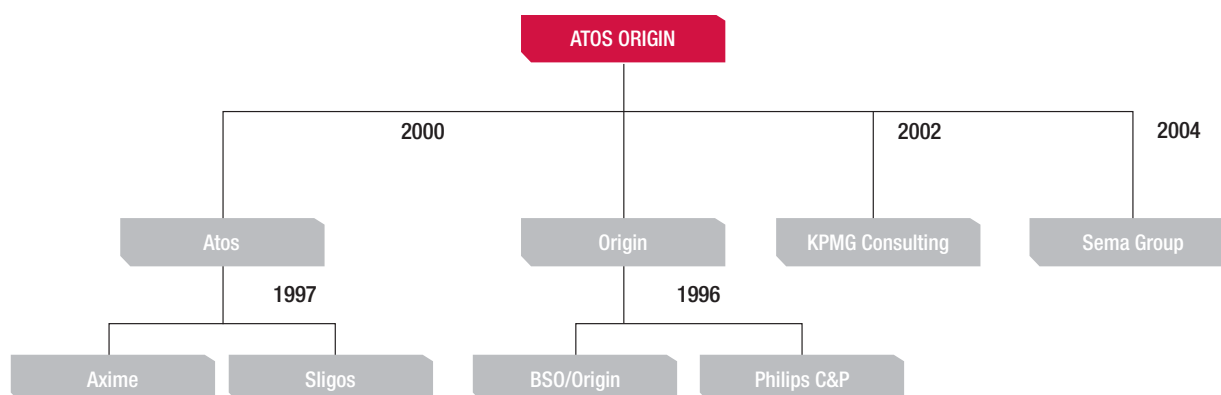 ATOS ORIGIN
2000
2002
2004
Atos
Origin
KPMG Consulting
Sema Group
1997
1996
Axime
Sligos
BSO/Origin
Philips C&P